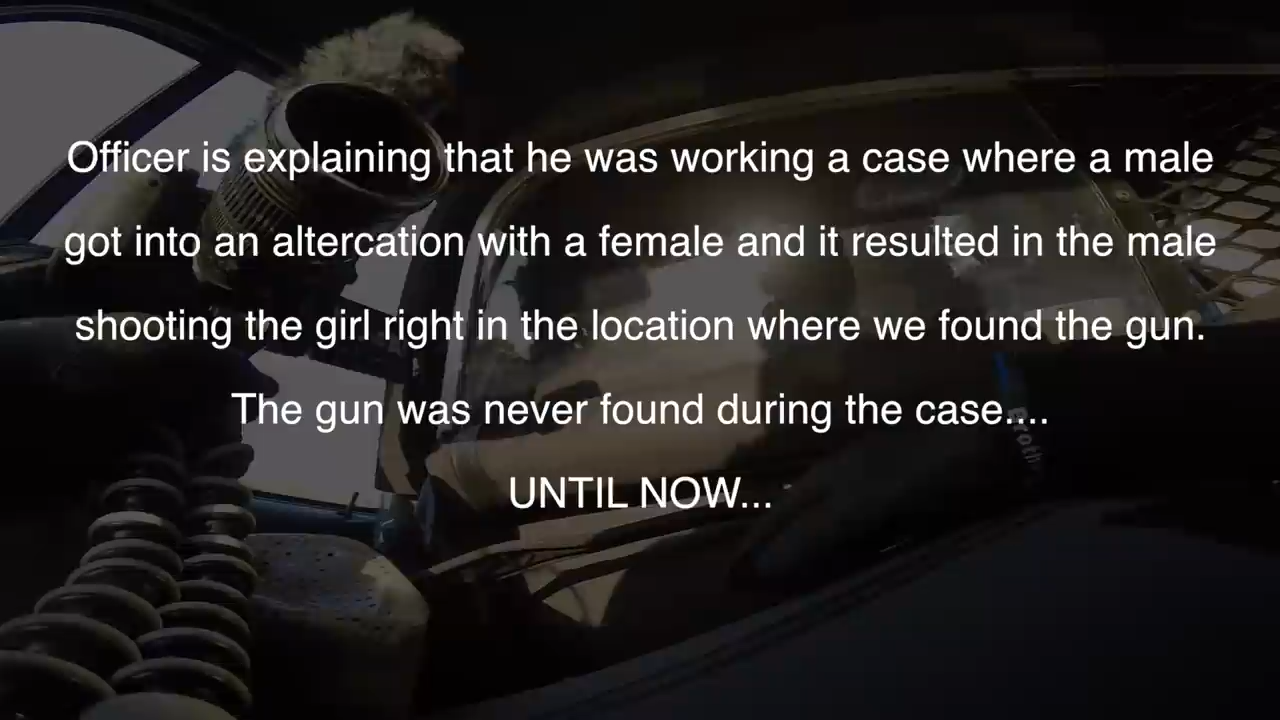 Officer is explaining that he was working a case where a male
got into an altercation with a female and it resulted in the male
shooting the girl right in the location where we found the gun.
The gun was never found during the case....
UNTIL NOW...